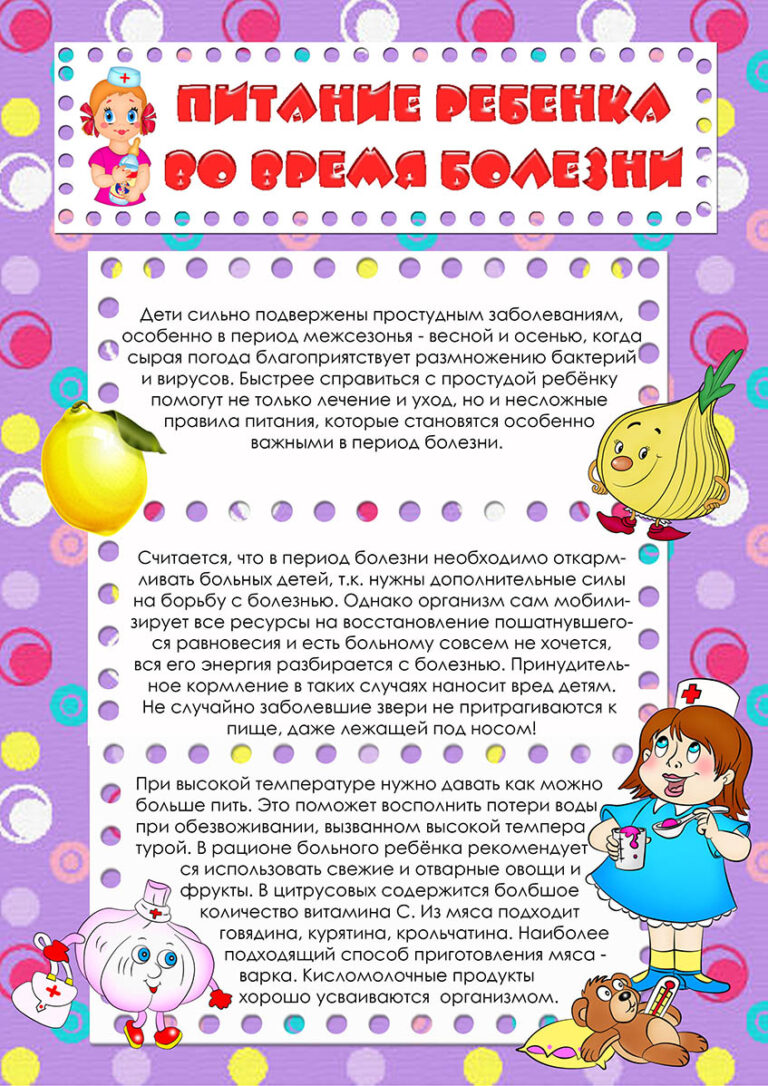 ПИТАНИЕ РЕБЕНКА
ВО ВРЕМЯ БОЛЕЗНИ
Дети сильно подвержены простудным заболеваниям,
особенно в период межсезонья - весной и осенью, когда
сырая погода благоприятствует размножению бактерий
и вирусов. Быстрее справиться с простудой ребёнку
помогут не только лечение и уход, но и несложные
правила питания, которые становятся особенно
важными в период болезни.
Считается, что в период болезни необходимо откарм-
ливать больных детей, т.к. нужны дополнительные силы
на борьбу с болезнью. Однако организм сам мобили-
зирует все ресурсы на восстановление пошатнувшего-
ся равновесия и есть больному совсем не хочется,
вся его энергия разбирается с болезнью. Принудитель-
ное кормление в таких случаях наносит вред детям.
Не случайно заболевшие звери не притрагиваются к
пище, даже лежащей под носом!
При высокой температуре нужно давать как можно
больше пить. Это поможет восполнить потери воды
при обезвоживании, вызванном высокой темпера
турой. В рационе больного ребёнка рекомендует
ся использовать свежие и отварные овощи и
фрукты. В цитрусовых содержится болбшое
количество витамина С. Из мяса подходит
говядина, курятина, крольчатина. Наиболее
подходящий способ приготовления мяса -
варка. Кисломолочные продукты
хорошо усваиваются организмом.